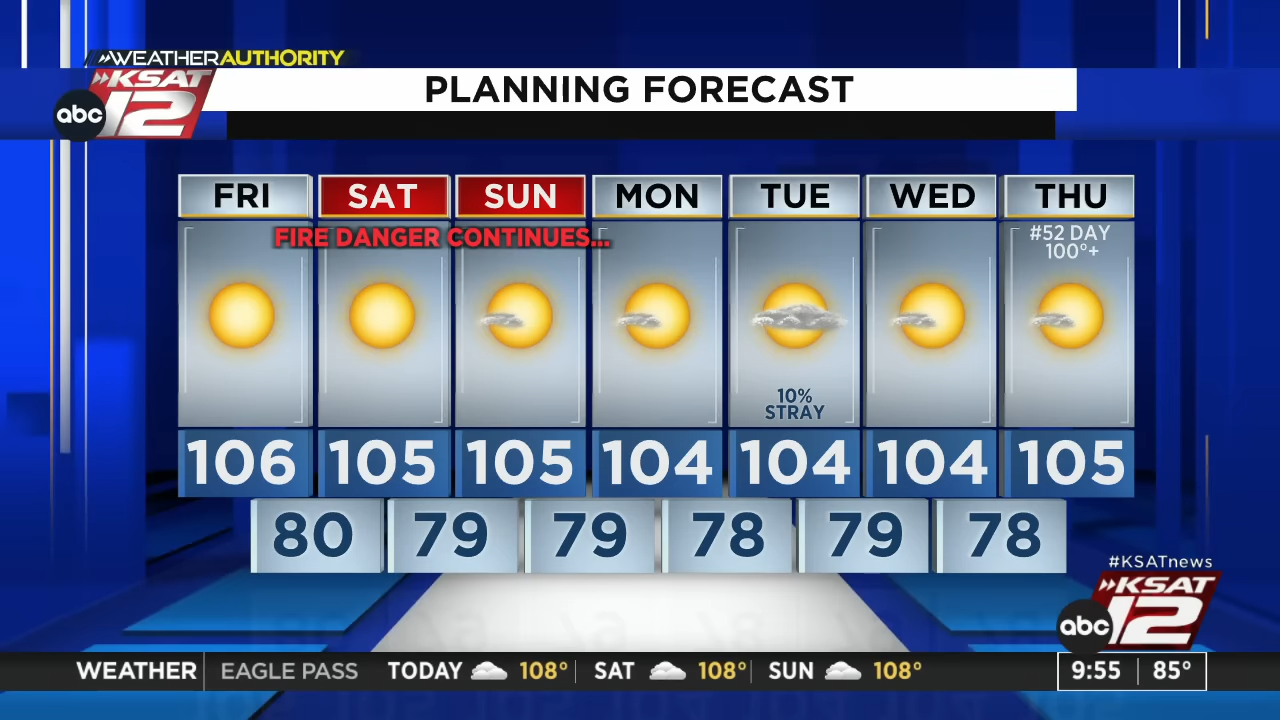 WEATHERAUTHORITY
KSAT
abc 12
PLANNING FORECAST
FRI SAT SUN MON TUE WED THU
FIRE DANGER CONTINUES...
#52 DAY
100°+
10%
STRAY
106 105 105 104 104 104 105
80 79 79 78 79 78
#KSATnews
KSAT
abc 12
WEATHER EAGLE PASS TODAY 108° SAT 108° SUN 108° 9:55 85°